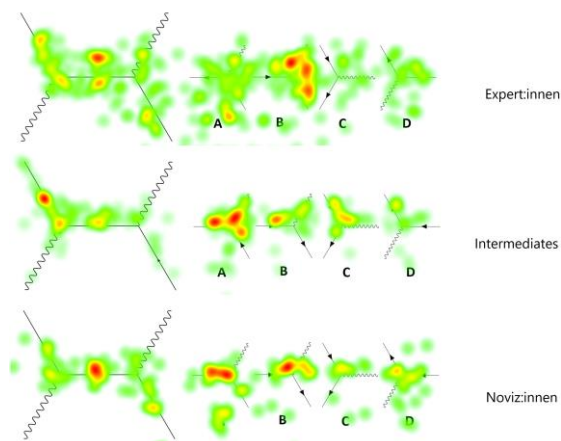 A B C D
Expert:innen
A B C D
Intermediates
B C D
Noviz:innen